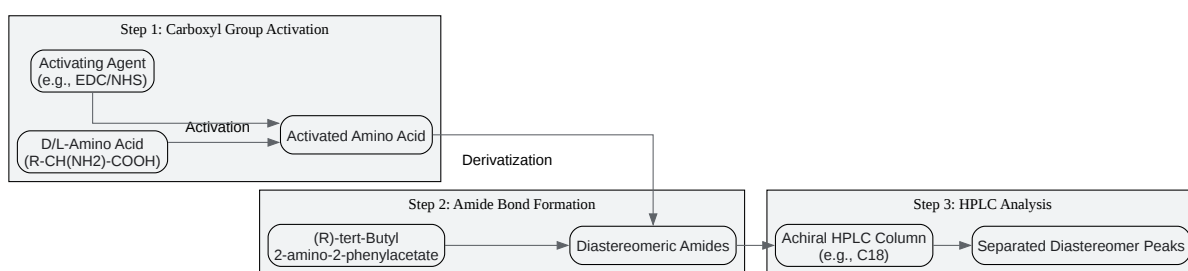 Step 1: Carboxyl Group Activation
Activating Agent
(e.g., EDC/NHS)
Activation
Activated Amino Acid
D/L-Amino Acid
(R-CH(NH2)-COOH)
Derivatization
Step 2: Amide Bond Formation
(R)-tert-Butyl
2-amino-2-phenylacetate
Diastereomeric Amides
Step 3: HPLC Analysis
Achiral HPLC Column
(e.g., C18)
Separated Diastereomer Peaks